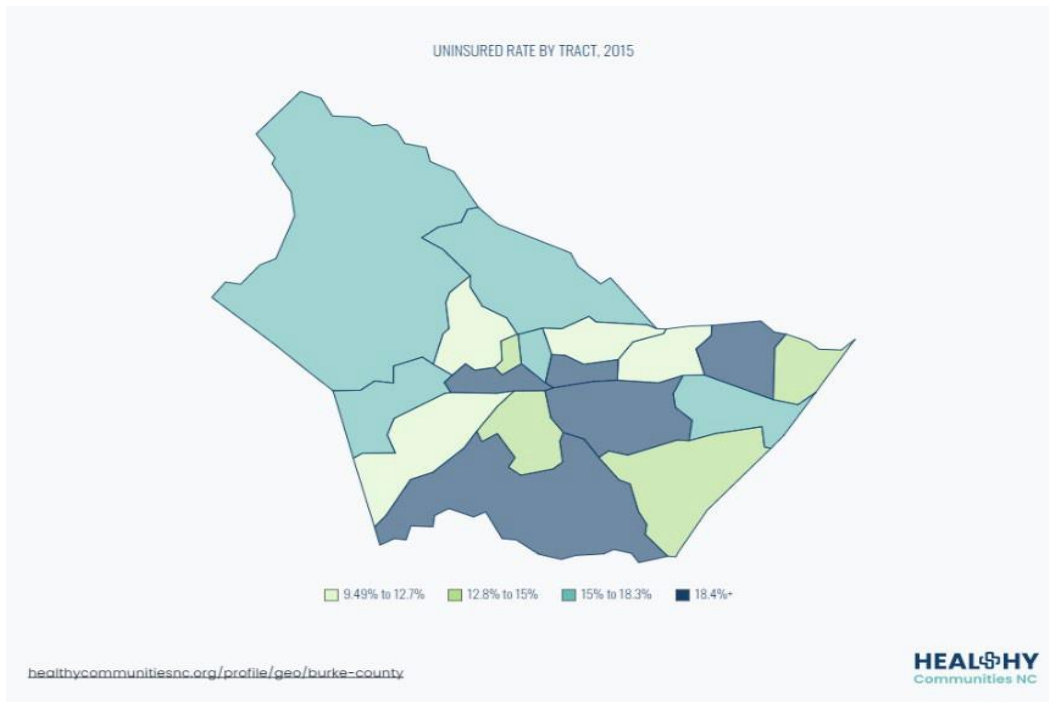 UNINSURED RATE BY TRACT, 2015
9.49% to 12.7% 12.8% to 15% 15% to 18.3% 18.4%+
healthycommunitiesnc.org/profile/geo/burke-county
HEALTHY
Communities NC